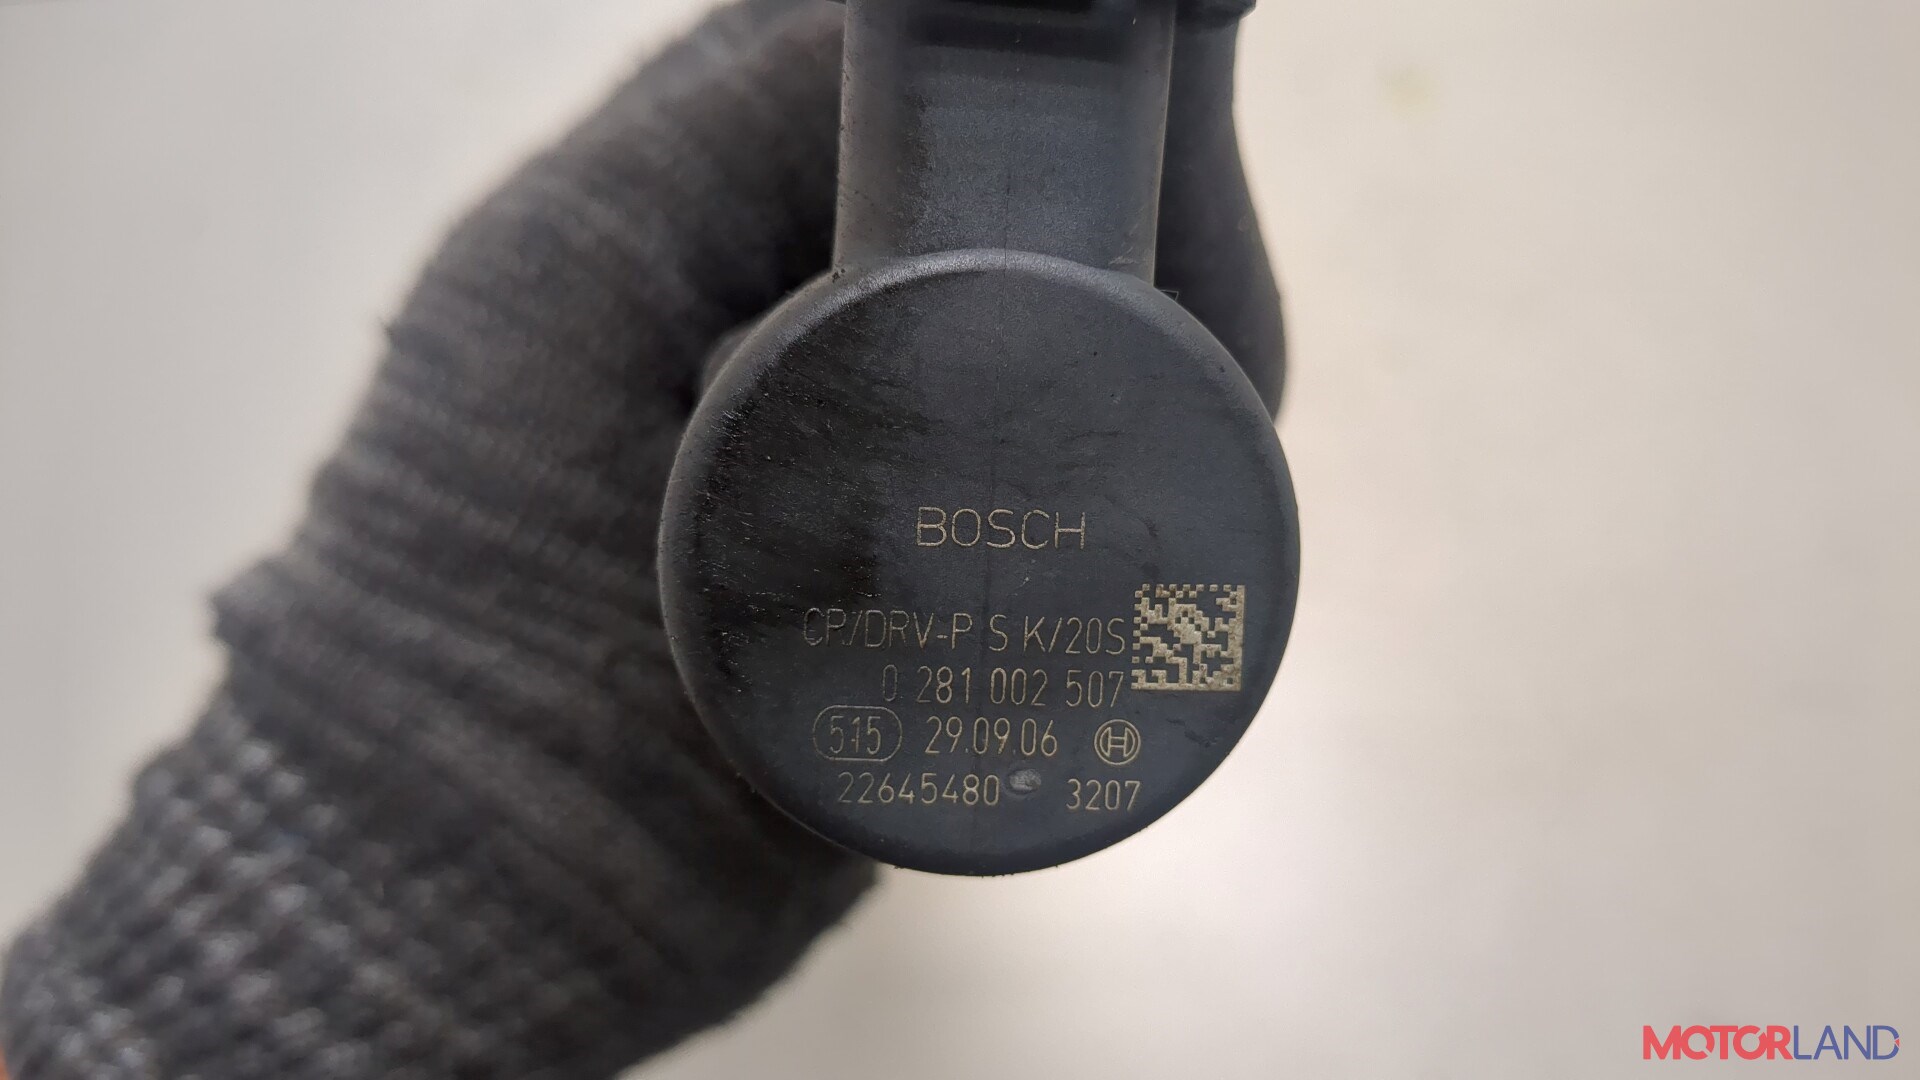 BOSCH
CP/DRV-P S K/20S
0 281 002 507
515 29.09.06
22645480 3207
MOTORLAND